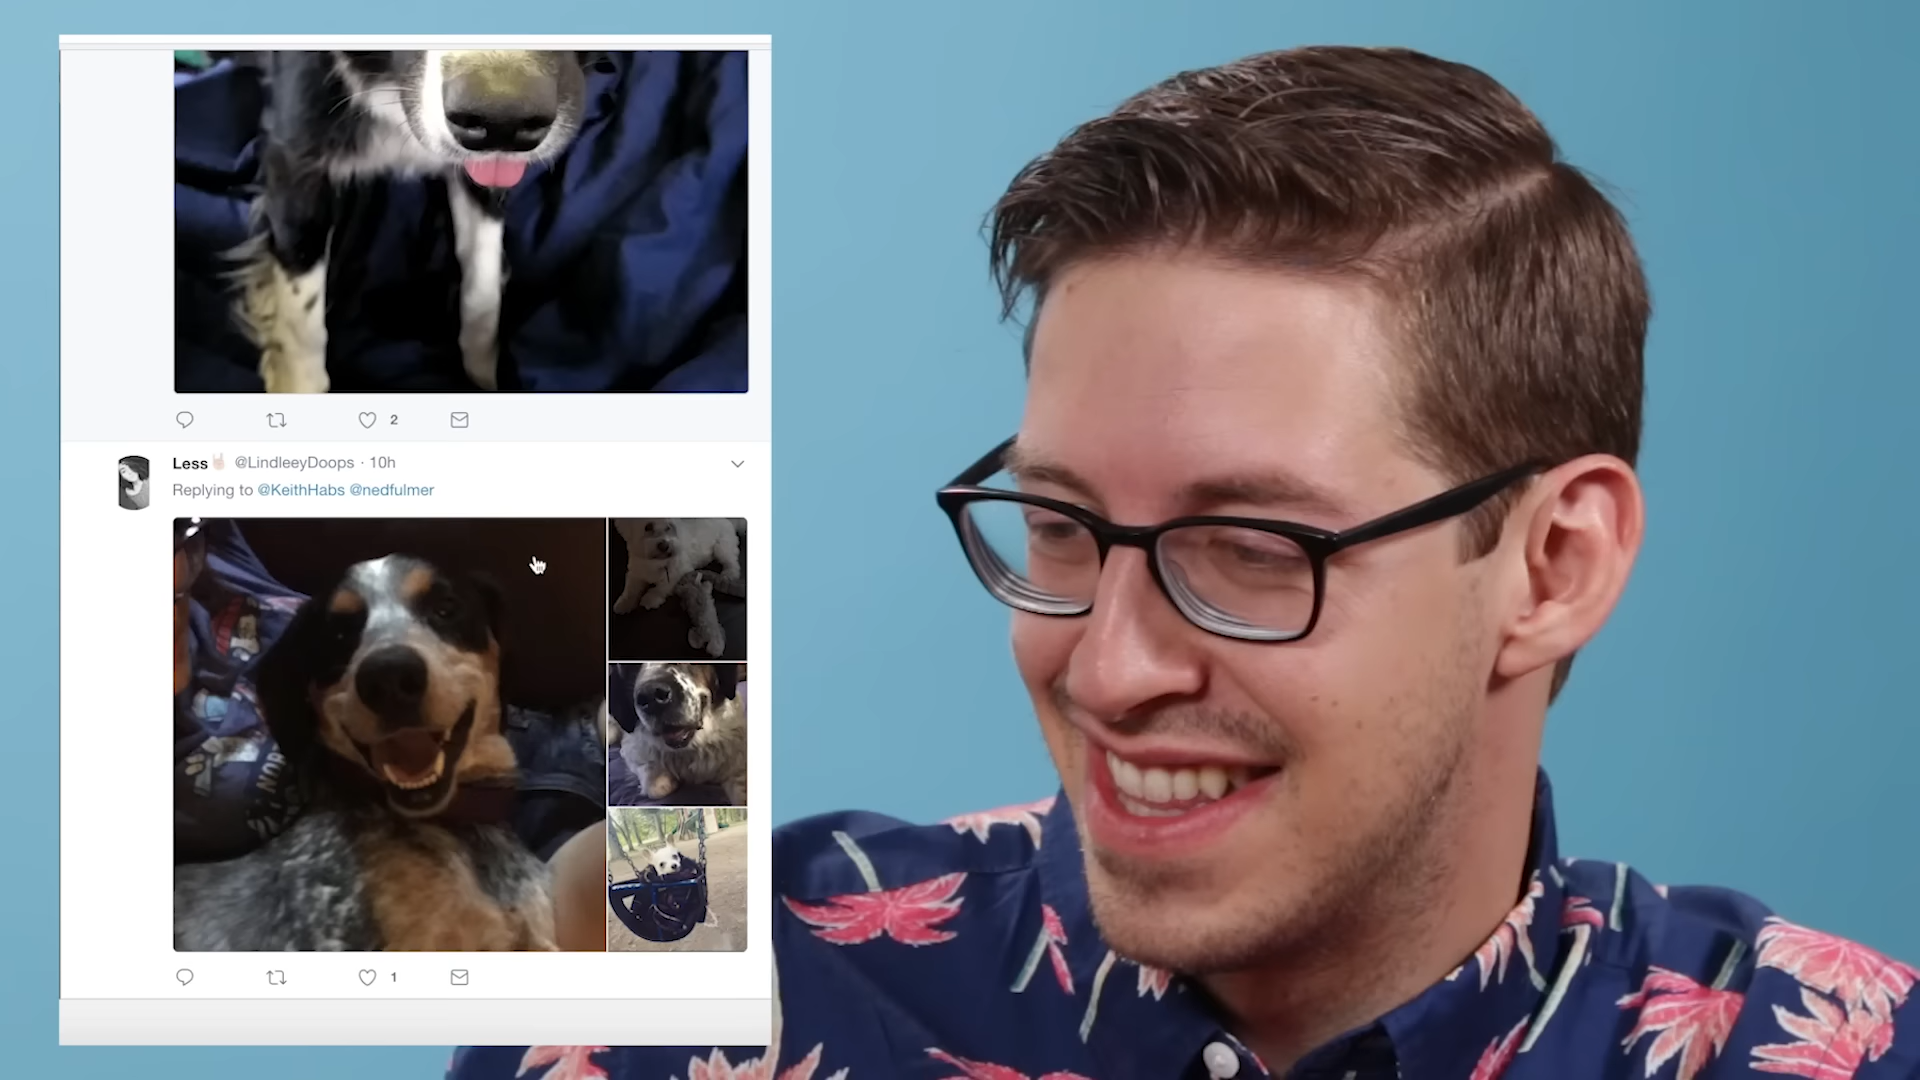 2
Less @LindleeyDoops · 10h
Replying to @KeithHabs @nedfulmer
1